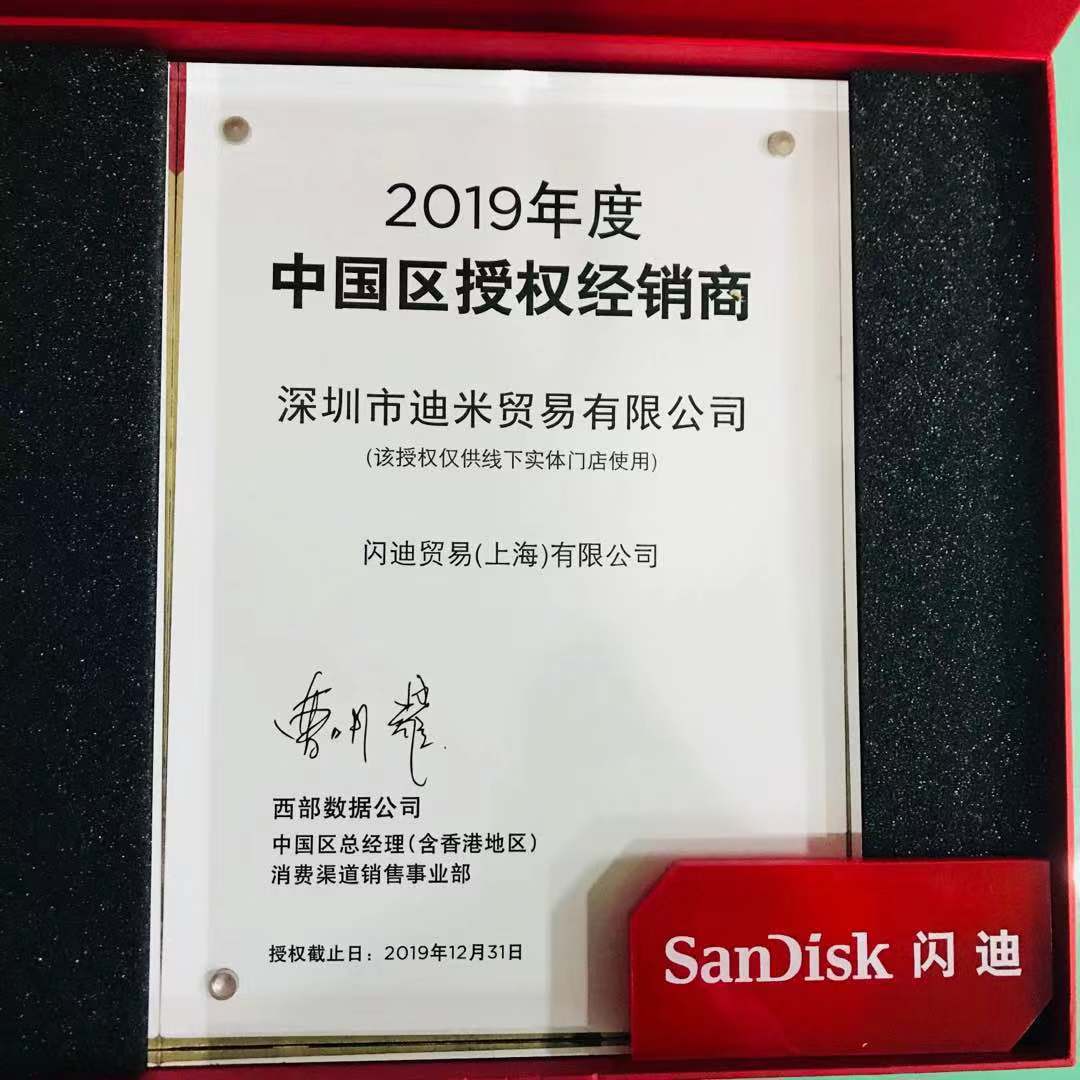 2019年度
中国区授权经销商
深圳市迪米贸易有限公司
(该授权仅供线下实体门店使用)
闪迪贸易(上海)有限公司
曹明耀
西部数据公司
中国区总经理(含香港地区)
消费渠道销售事业部
授权截止日：2019年12月31日
SanDisk 闪迪